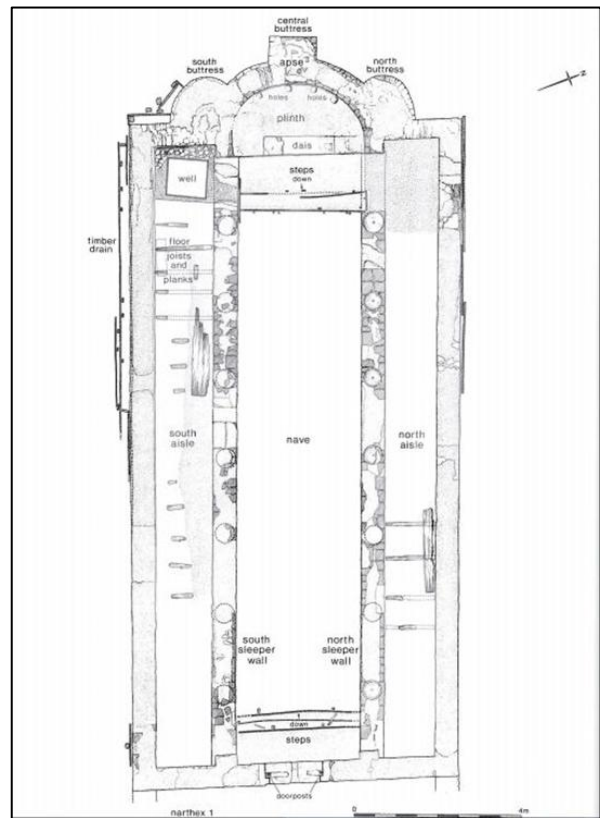 central
buttress
south
buttress
apse
north
buttress
N
holes
holes
plinth
dais
well
steps
down
timber
drain
floor
joists
and
planks
south
aisle
nave
north
aisle
south
sleeper
wall
north
sleeper
wall
down
steps
doorposts
narthex 1
0
4m